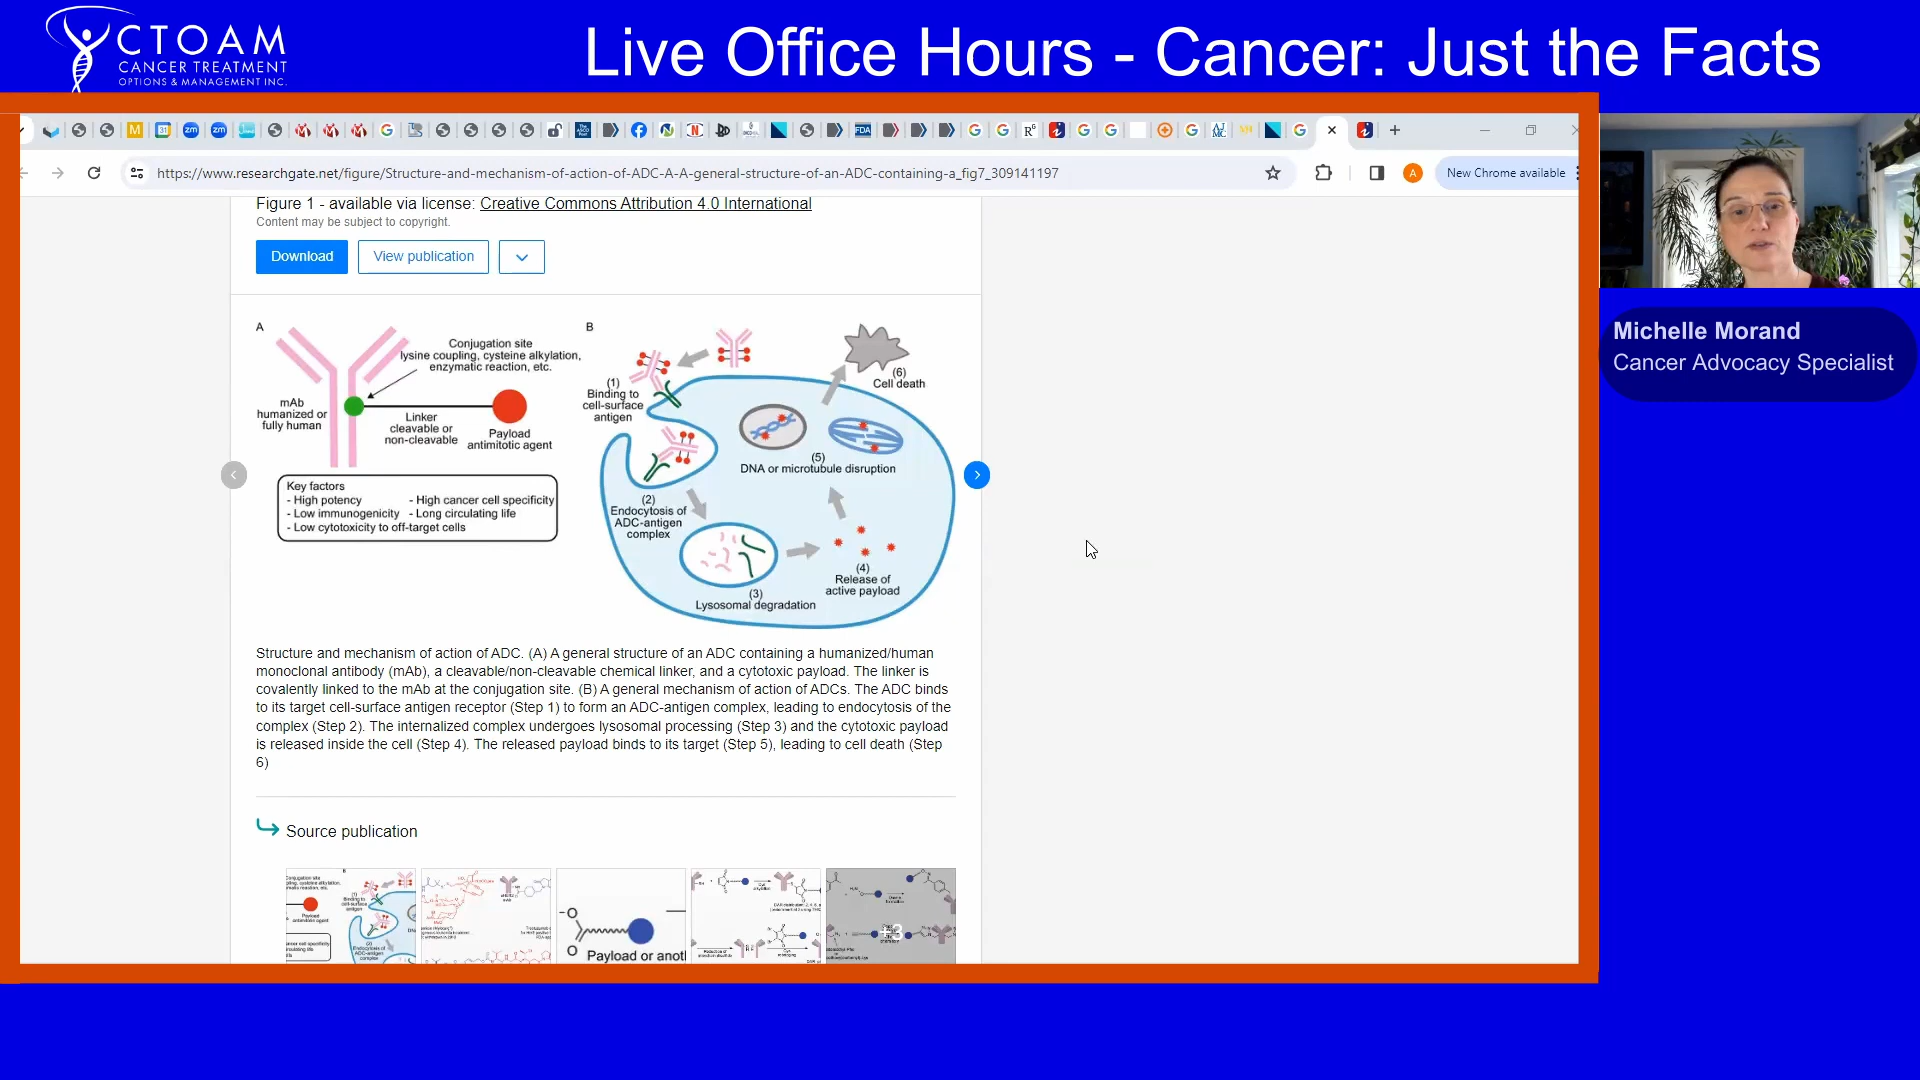 CTOAM
CANCER TREATMENT
OPTIONS & MANAGEMENT INC.
Live Office Hours - Cancer: Just the Facts
https://www.researchgate.net/figure/Structure-and-mechanism-of-action-of-ADC-A-A-general-structure-of-an-ADC-containing-a_fig7_309141197
A
New Chrome available
Figure 1 - available via license: Creative Commons Attribution 4.0 International
Content may be subject to copyright.
Download
View publication
A
Conjugation site
lysine coupling, cysteine alkylation,
enzymatic reaction, etc.
mAb
humanized or
fully human
Linker
cleavable or
non-cleavable
Payload
antimitotic agent
Key factors
- High potency - High cancer cell specificity
- Low immunogenicity - Long circulating life
- Low cytotoxicity to off-target cells
B
(1)
Binding to
cell-surface
antigen
(6)
Cell death
(5)
DNA or microtubule disruption
(2)
Endocytosis of
ADC-antigen
complex
(4)
Release of
active payload
(3)
Lysosomal degradation
Structure and mechanism of action of ADC. (A) A general structure of an ADC containing a humanized/human
monoclonal antibody (mAb), a cleavable/non-cleavable chemical linker, and a cytotoxic payload. The linker is
covalently linked to the mAb at the conjugation site. (B) A general mechanism of action of ADCs. The ADC binds
to its target cell-surface antigen receptor (Step 1) to form an ADC-antigen complex, leading to endocytosis of the
complex (Step 2). The internalized complex undergoes lysosomal processing (Step 3) and the cytotoxic payload
is released inside the cell (Step 4). The released payload binds to its target (Step 5), leading to cell death (Step
6)
Source publication
Payload or anot
Michelle Morand
Cancer Advocacy Specialist